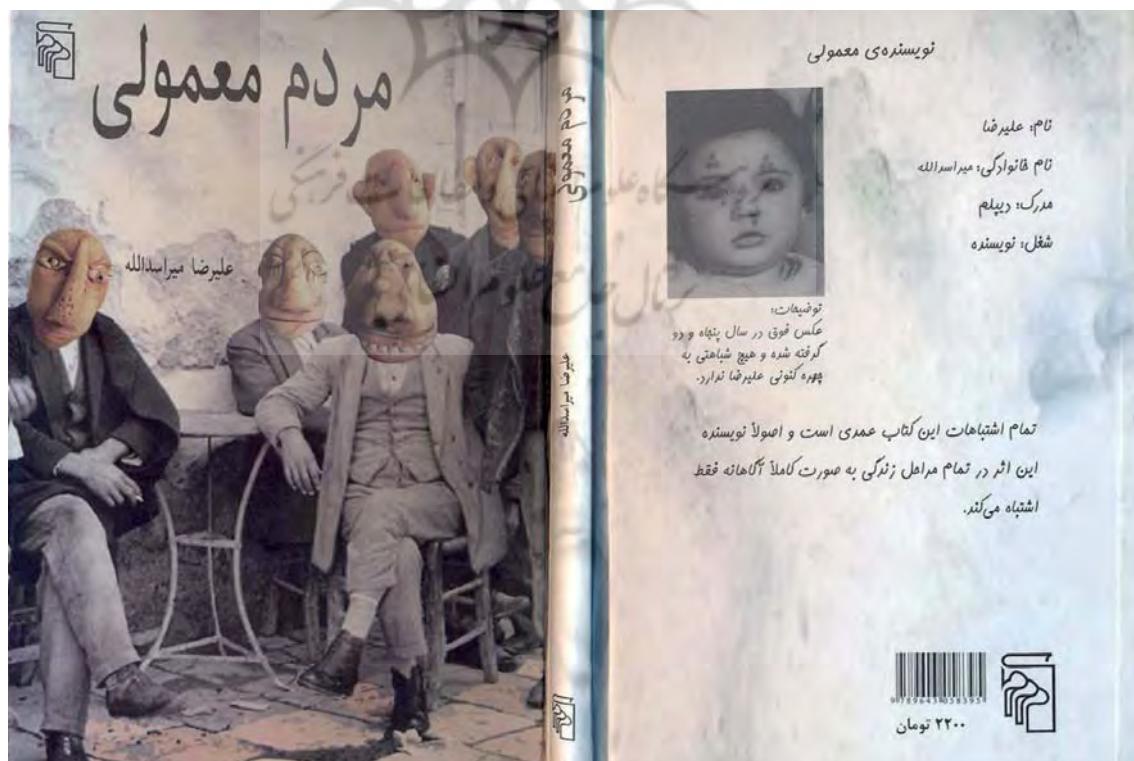 مردم معمولی
علیرضا میراسدالله
مردم معمولی
علیرضا میراسدالله
نویسنده‌ی معمولی
نام: علیرضا
نام خانوادگی: میراسدالله
مدرک: دیپلم
شغل: نویسنده
توضیحات:
عکس فوق در سال پنجاه و دو
گرفته شده و هیچ شباهتی به
چهره کنونی علیرضا ندارد.
تمام اشتباهات این کتاب عمدی است و اصولاً نویسنده
این اثر در تمام مراحل زندگی به صورت کاملاً آگاهانه فقط
اشتباه می‌کند.
۲۲۰۰ تومان